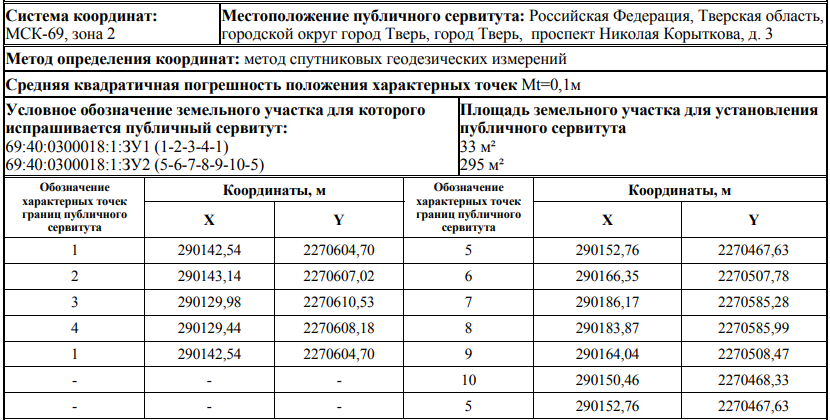 Система координат:
МСК-69, зона 2
Местоположение публичного сервитута: Российская Федерация, Тверская область,
городской округ город Тверь, город Тверь, проспект Николая Корыткова, д. 3
Метод определения координат: метод спутниковых геодезических измерений
Средняя квадратичная погрешность положения характерных точек Mt=0,1м
Условное обозначение земельного участка для которого
испрашивается публичный сервитут:
69:40:0300018:1:ЗУ1 (1-2-3-4-1)
69:40:0300018:1:ЗУ2 (5-6-7-8-9-10-5)
Площадь земельного участка для установления
публичного сервитута
33 м²
295 м²
Обозначение
характерных точек
границ публичного
сервитута
Координаты, м
X Y
Обозначение
характерных точек
границ публичного
сервитута
Координаты, м
X Y
1 290142,54 2270604,70 5 290152,76 2270467,63
2 290143,14 2270607,02 6 290166,35 2270507,78
3 290129,98 2270610,53 7 290186,17 2270585,28
4 290129,44 2270608,18 8 290183,87 2270585,99
1 290142,54 2270604,70 9 290164,04 2270508,47
- - - 10 290150,46 2270468,33
- - - 5 290152,76 2270467,63